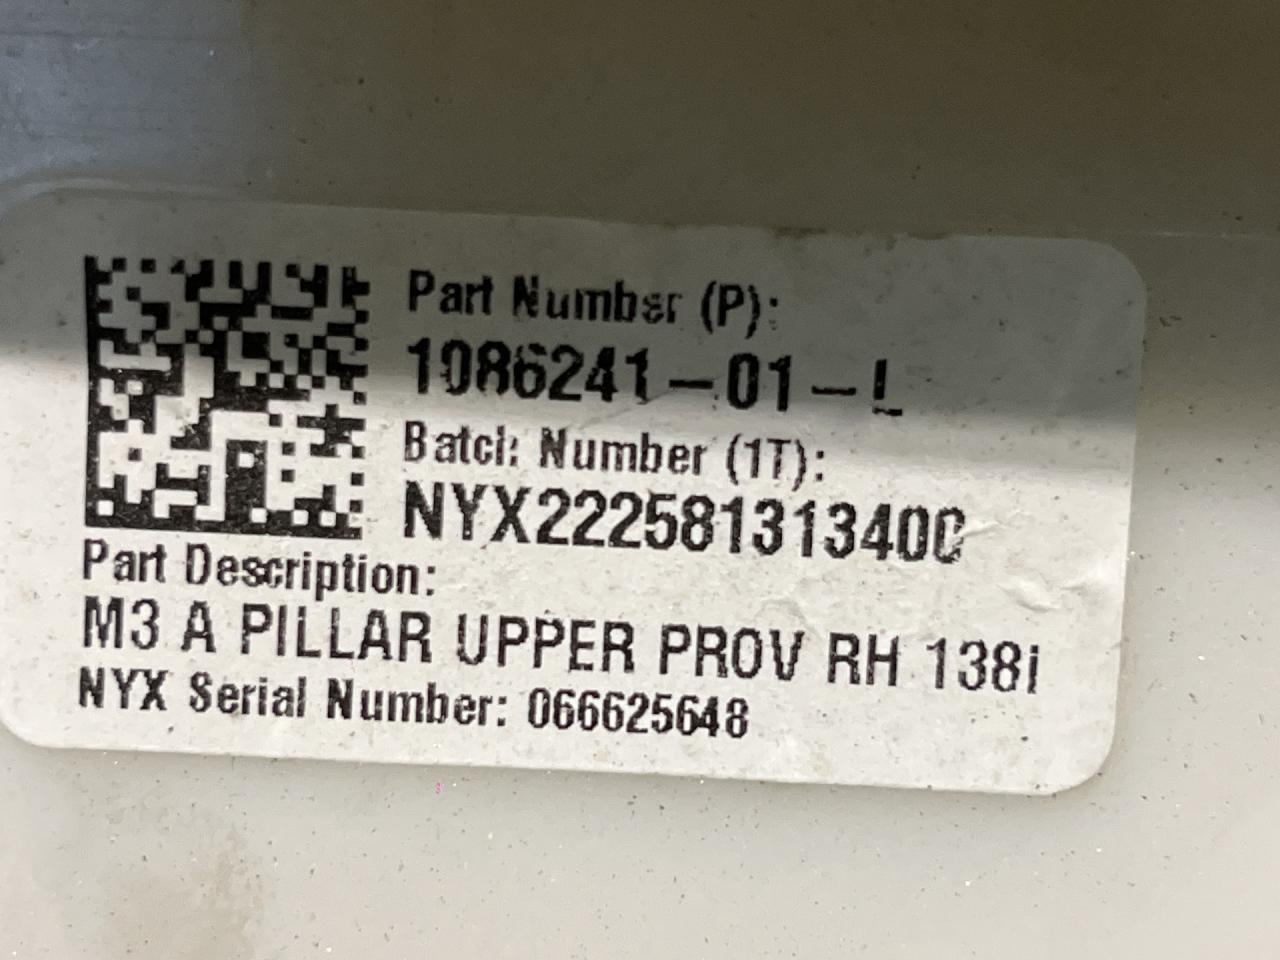 Part Number (P):
1086241-01-L
Batch Number (1T):
NYX222581313400
Part Description:
M3 A PILLAR UPPER PROV RH 138i
NYX Serial Number: 066625648